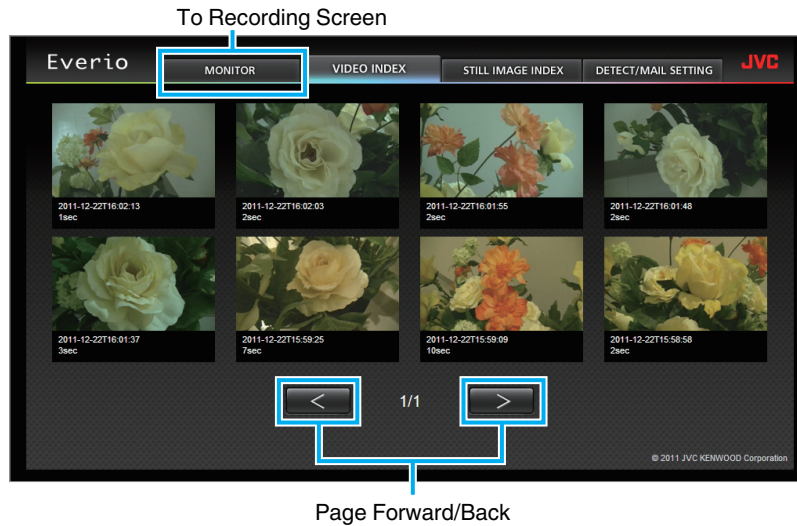 To Recording Screen
Everio
MONITOR
VIDEO INDEX
STILL IMAGE INDEX
DETECT/MAIL SETTING
JVC
2011-12-22T16:02:13
1sec
2011-12-22T16:02:03
2sec
2011-12-22T16:01:55
2sec
2011-12-22T16:01:48
2sec
2011-12-22T16:01:37
3sec
2011-12-22T15:59:25
7sec
2011-12-22T15:59:09
10sec
2011-12-22T15:58:58
2sec
<
1/1
>
© 2011 JVC KENWOOD Corporation
Page Forward/Back